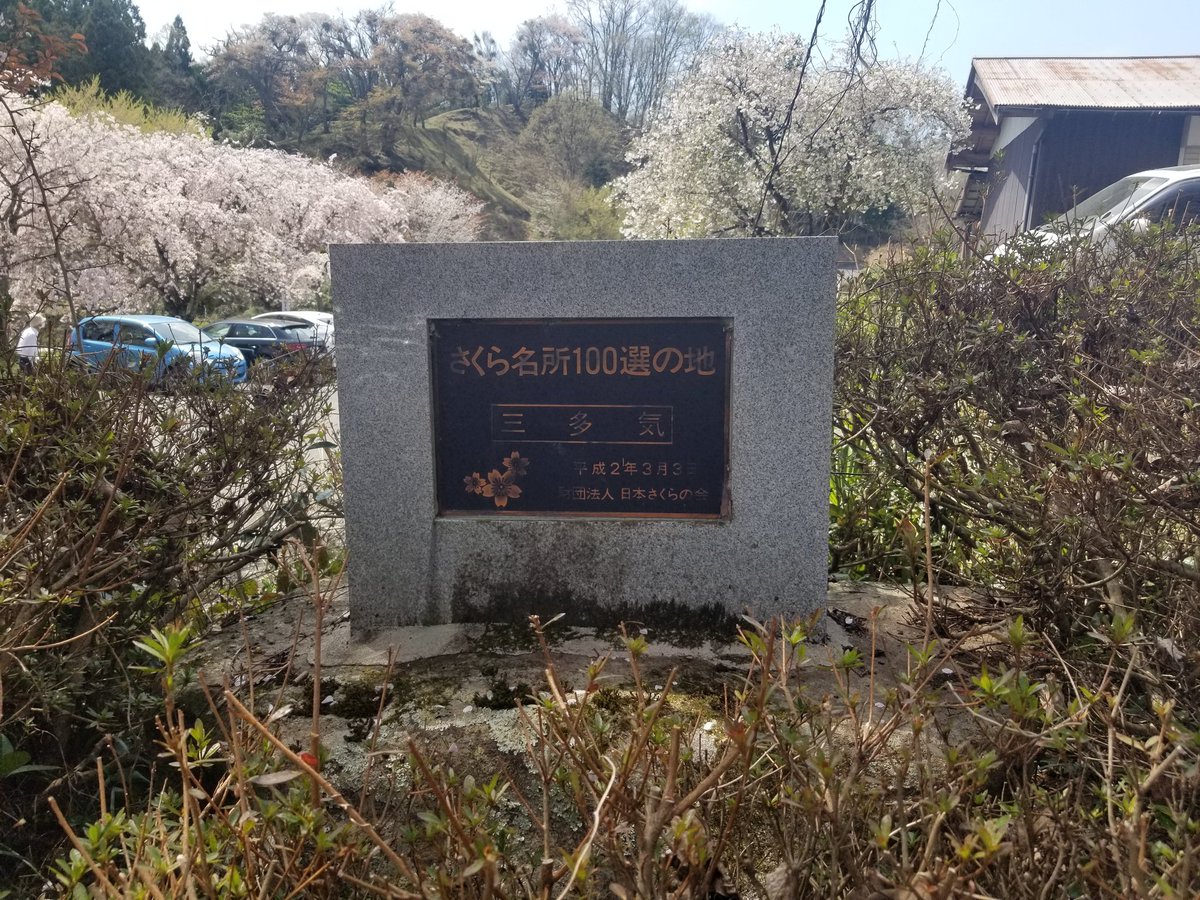 さくら名所100選の地
三多気
平成2年3月3日
財団法人 日本さくらの会